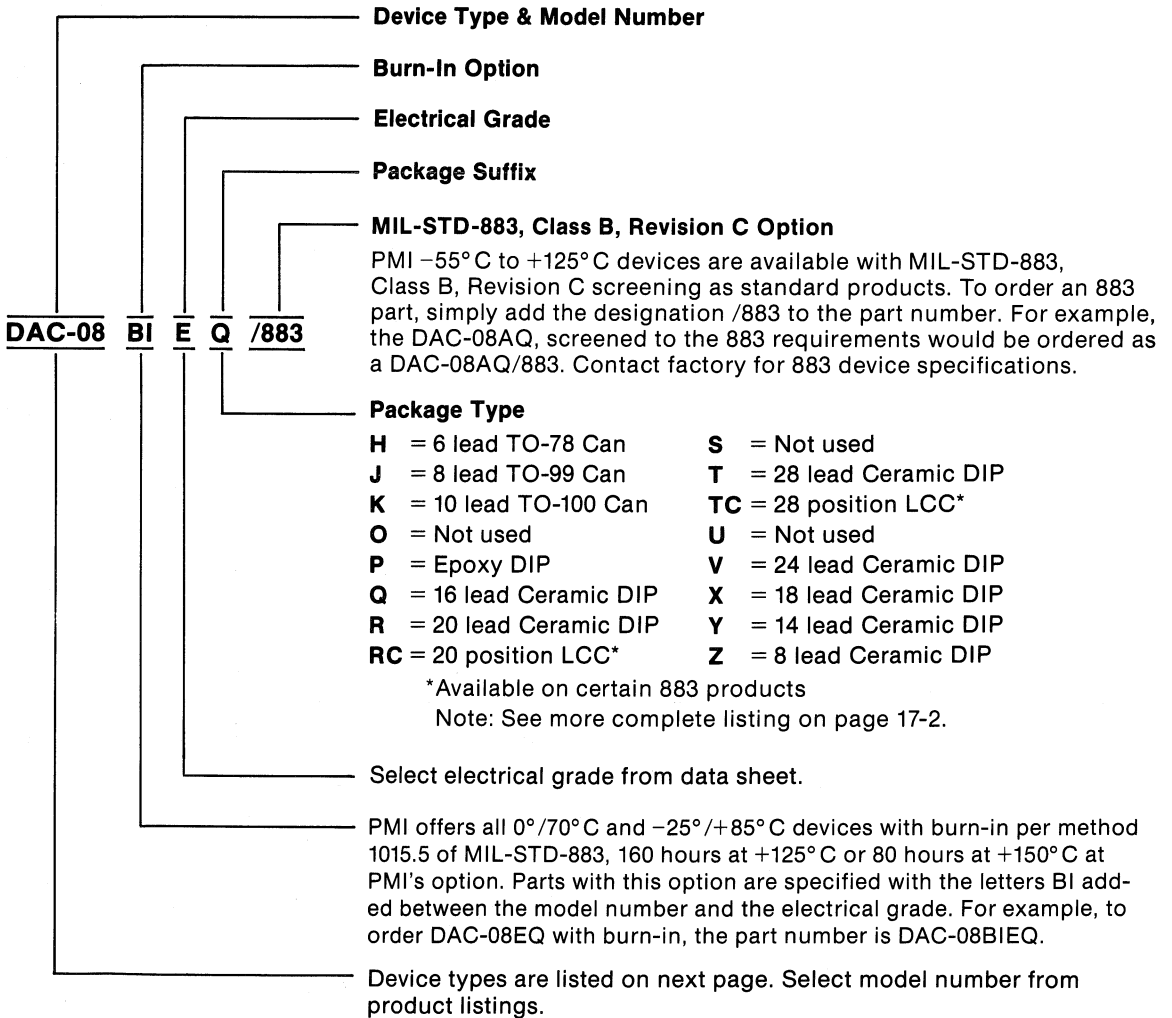 Device Type & Model Number
Burn-In Option
Electrical Grade
Package Suffix
MIL-STD-883, Class B, Revision C Option
PMI −55°C to +125°C devices are available with MIL-STD-883,
Class B, Revision C screening as standard products. To order an 883
part, simply add the designation /883 to the part number. For example,
the DAC-08AQ, screened to the 883 requirements would be ordered as
a DAC-08AQ/883. Contact factory for 883 device specifications.
DAC-08 BI E Q /883
Package Type
H = 6 lead TO-78 Can
J = 8 lead TO-99 Can
K = 10 lead TO-100 Can
O = Not used
P = Epoxy DIP
Q = 16 lead Ceramic DIP
R = 20 lead Ceramic DIP
RC = 20 position LCC*
S = Not used
T = 28 lead Ceramic DIP
TC = 28 position LCC*
U = Not used
V = 24 lead Ceramic DIP
X = 18 lead Ceramic DIP
Y = 14 lead Ceramic DIP
Z = 8 lead Ceramic DIP
*Available on certain 883 products
Note: See more complete listing on page 17-2.
Select electrical grade from data sheet.
PMI offers all 0°/70°C and −25°/+85°C devices with burn-in per method
1015.5 of MIL-STD-883, 160 hours at +125°C or 80 hours at +150°C at
PMI's option. Parts with this option are specified with the letters BI add-
ed between the model number and the electrical grade. For example, to
order DAC-08EQ with burn-in, the part number is DAC-08BIEQ.
Device types are listed on next page. Select model number from
product listings.